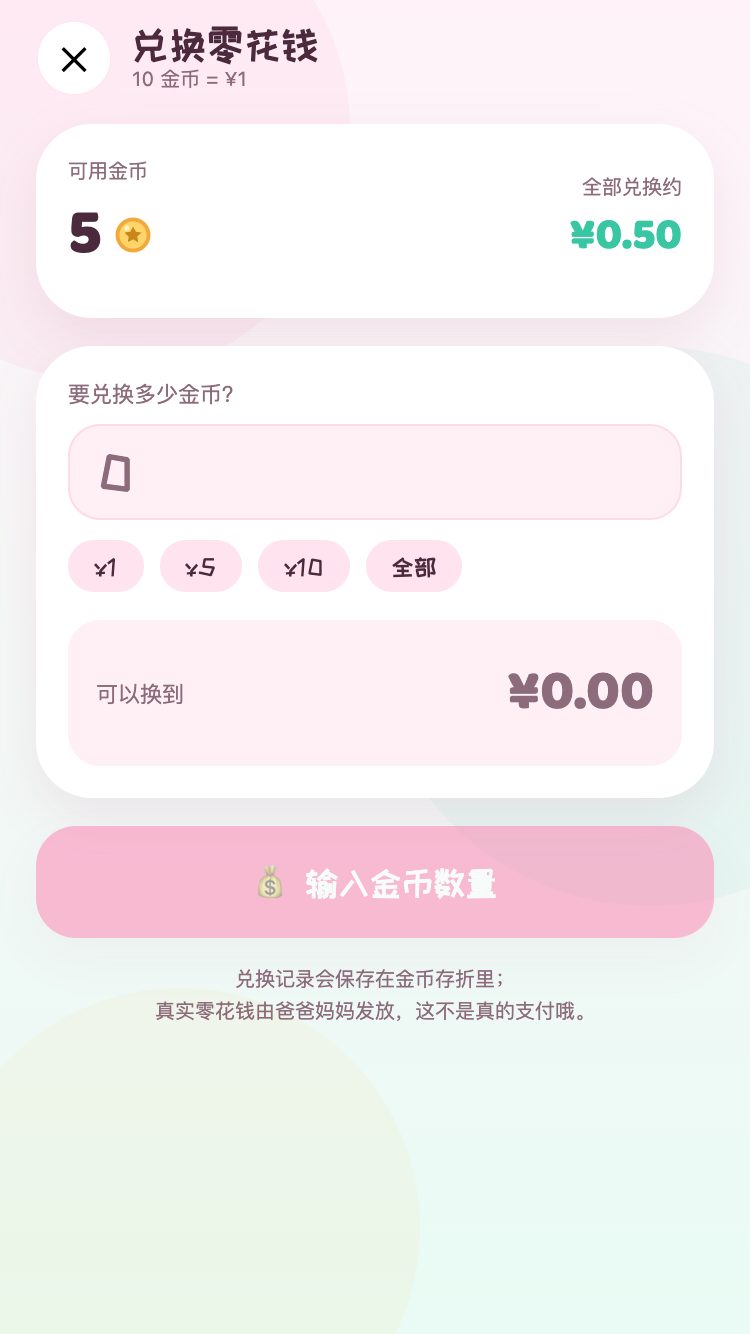 兑换零花钱
10 金币 = ¥1
可用金币
5
全部兑换约
¥0.50
要兑换多少金币?
0
¥1
¥5
¥10
全部
可以换到
¥0.00
输入金币数量
兑换记录会保存在金币存折里；
真实零花钱由爸爸妈妈发放，这不是真的支付哦。